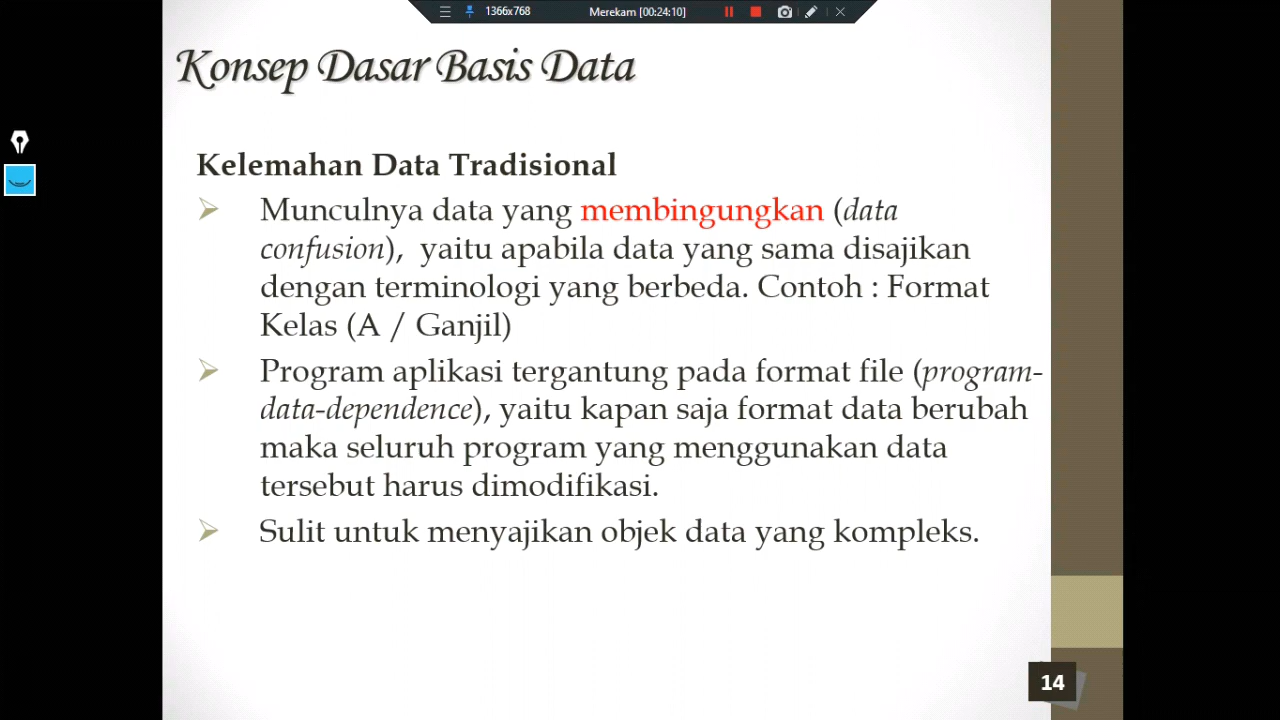 1366x768
Merekam [00:24:10]
Konsep Dasar Basis Data
Kelemahan Data Tradisional
Munculnya data yang membingungkan (data
confusion),  yaitu apabila data yang sama disajikan
dengan terminologi yang berbeda. Contoh : Format
Kelas (A / Ganjil)
Program aplikasi tergantung pada format file (program-
data-dependence), yaitu kapan saja format data berubah
maka seluruh program yang menggunakan data
tersebut harus dimodifikasi.
Sulit untuk menyajikan objek data yang kompleks.
14